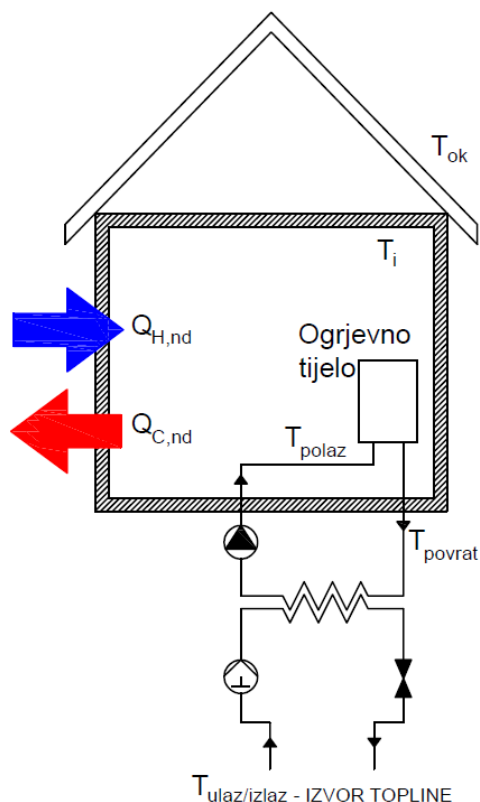 Tok
Ti
QH,nd
Ogrjevno
tijelo
QC,nd
Tpolaz
Tpovrat
Tulaz/izlaz - IZVOR TOPLINE